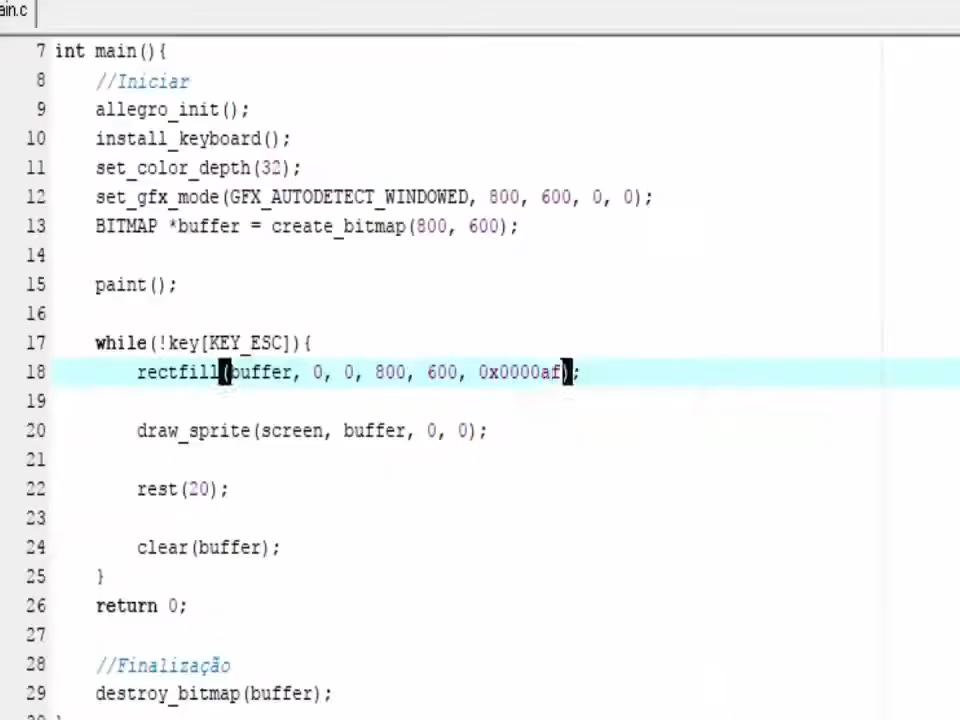 ain.c
7 int main(){
8 //Iniciar
9 allegro_init();
10 install_keyboard();
11 set_color_depth(32);
12 set_gfx_mode(GFX_AUTODETECT_WINDOWED, 800, 600, 0, 0);
13 BITMAP *buffer = create_bitmap(800, 600);
14
15 paint();
16
17 while(!key[KEY_ESC]){
18 rectfill(buffer, 0, 0, 800, 600, 0x0000af);
19
20 draw_sprite(screen, buffer, 0, 0);
21
22 rest(20);
23
24 clear(buffer);
25 }
26 return 0;
27
28 //Finalização
29 destroy_bitmap(buffer);